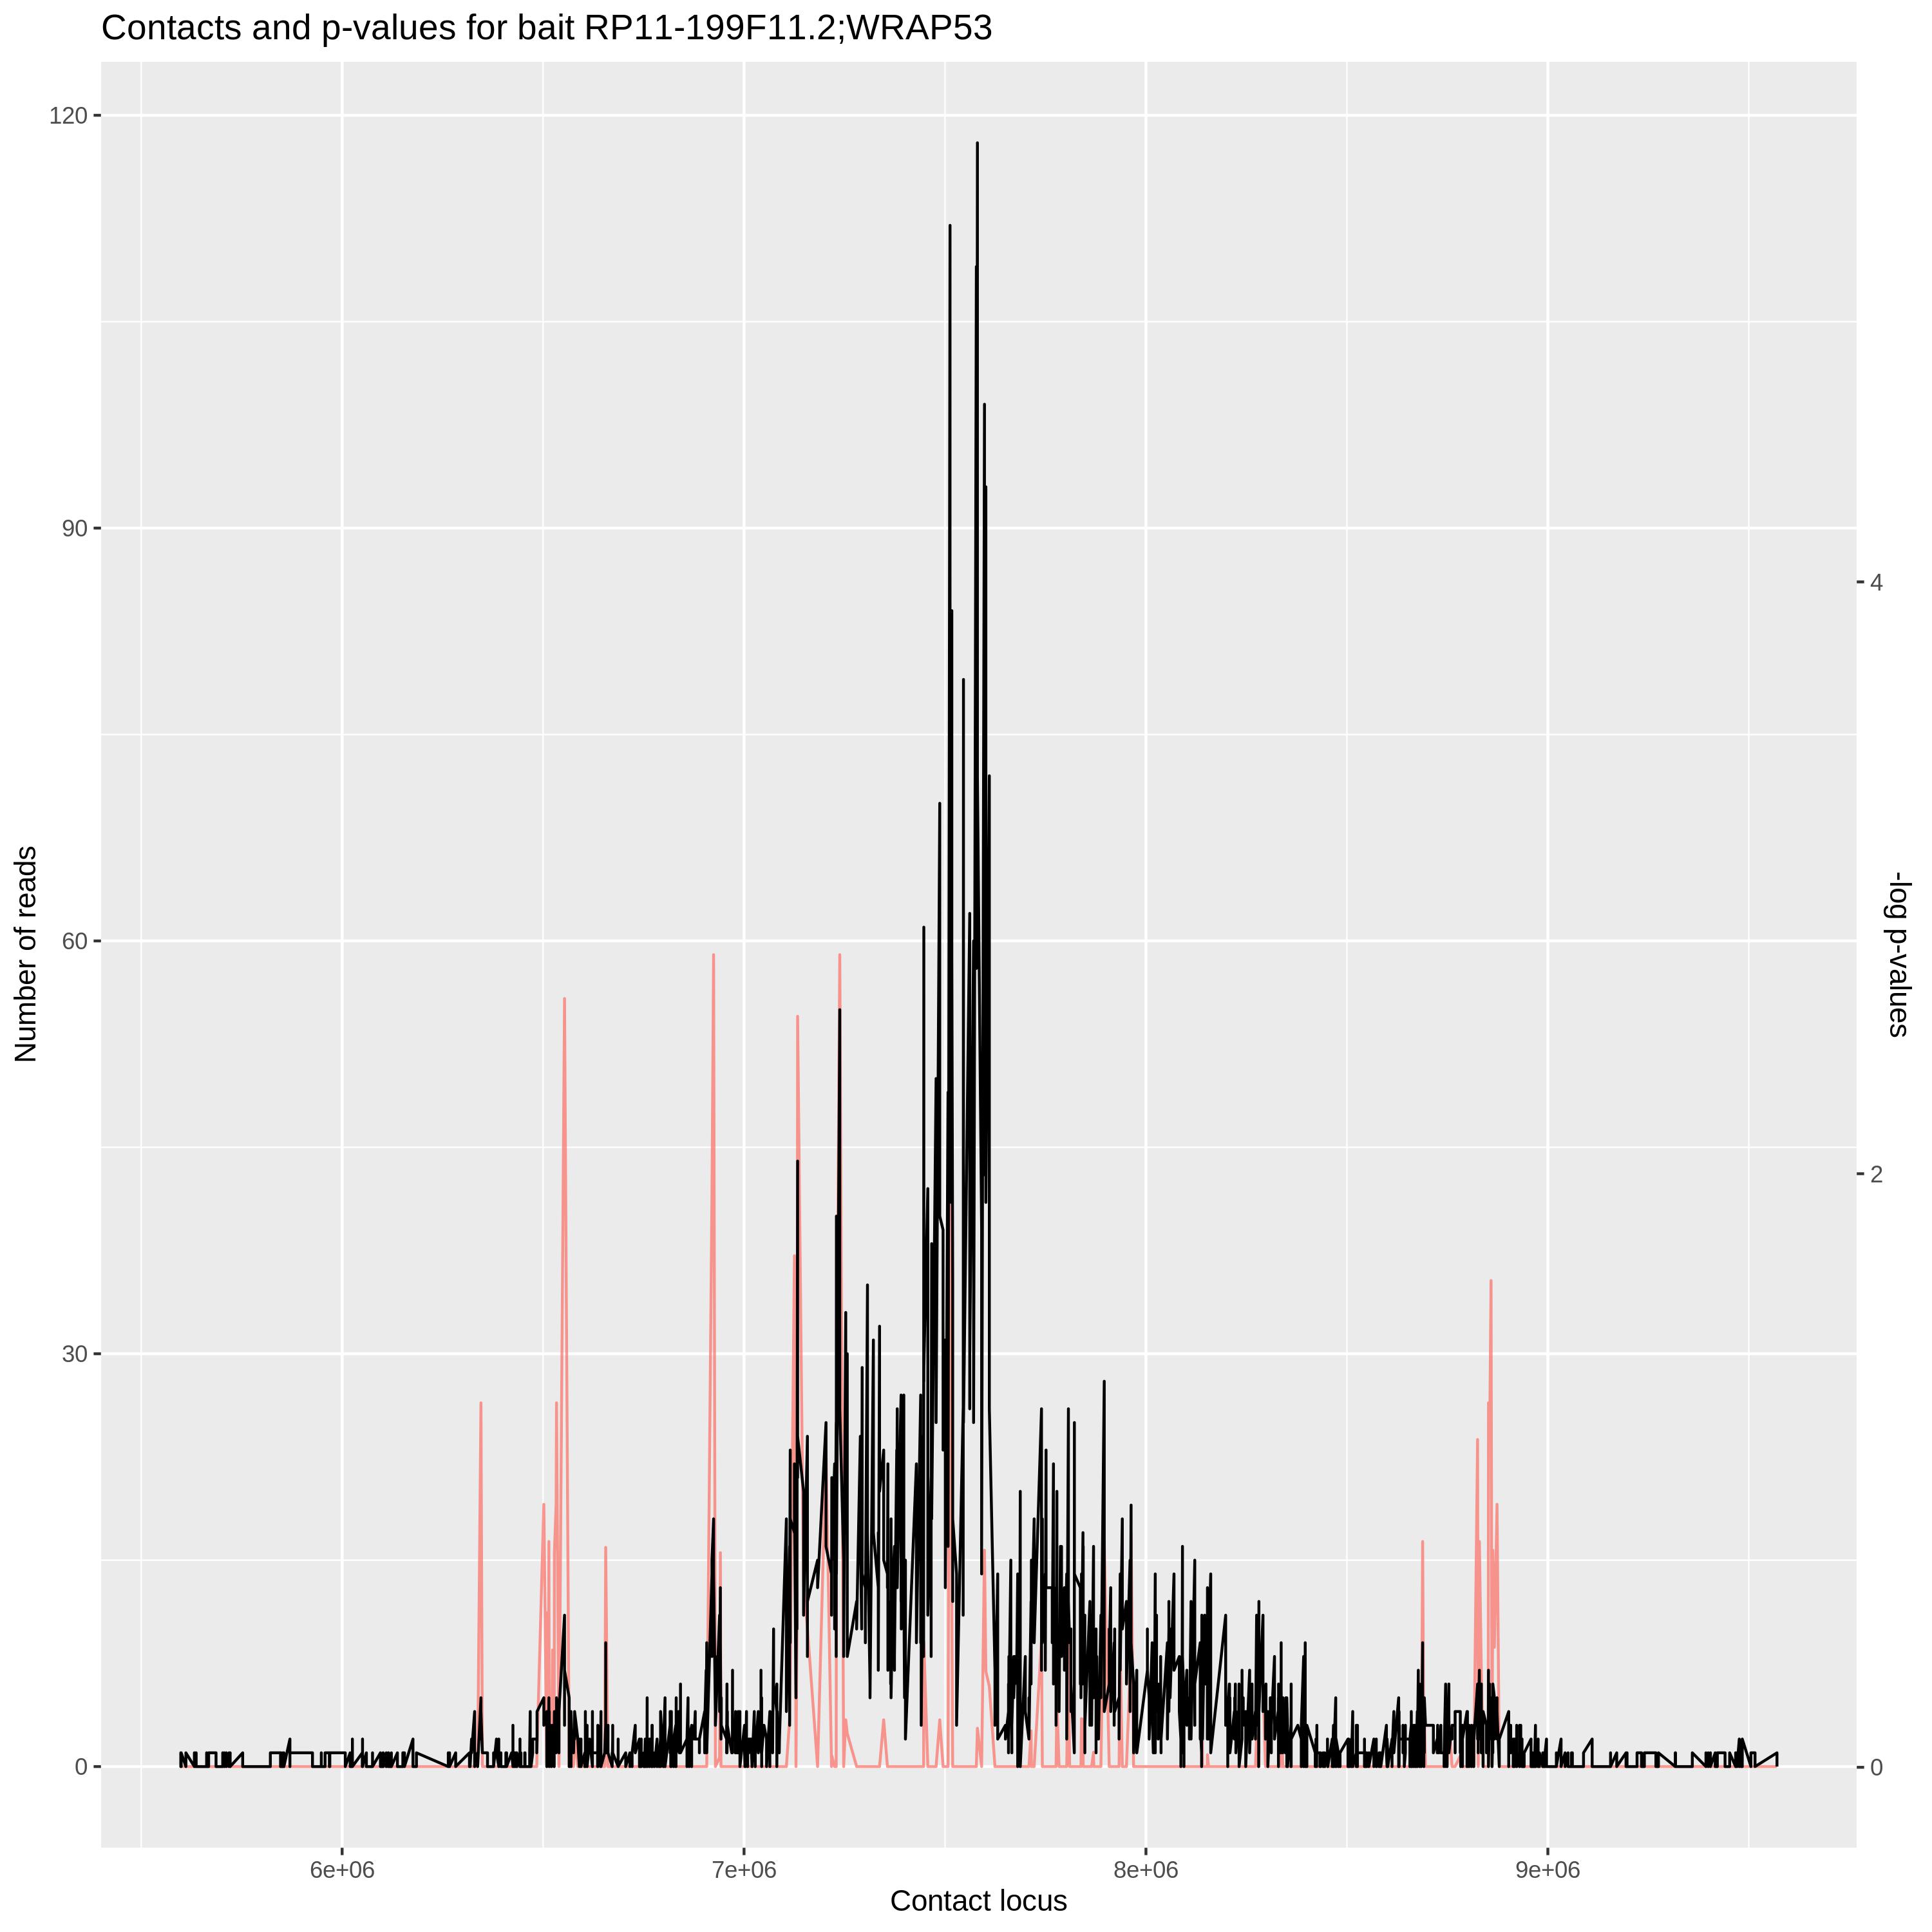 Contacts and p-values for bait RP11-199F11.2;WRAP53
120
90
60
30
0
Number of reads
4
2
0
-log p-values
6e+06
7e+06
8e+06
9e+06
Contact locus